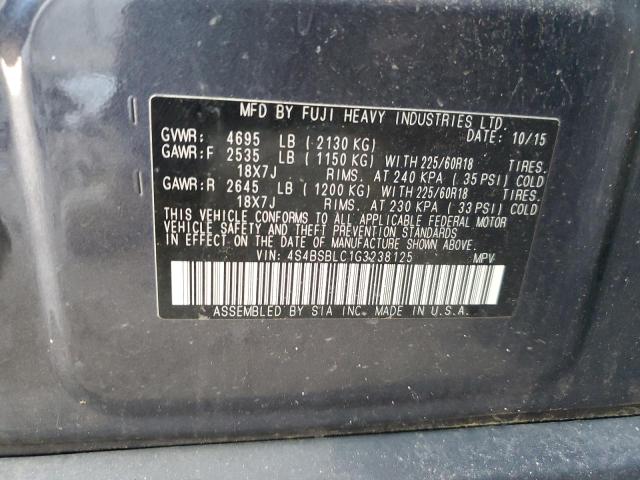 MFD BY FUJI HEAVY INDUSTRIES LTD.
DATE: 10/15
GVWR: 4695 LB ( 2130 KG)
GAWR:F 2535 LB ( 1150 KG) WITH 225/60R18 TIRES.
18X7J RIMS. AT 240 KPA ( 35 PSI) COLD
GAWR:R 2645 LB ( 1200 KG) WITH 225/60R18 TIRES.
18X7J RIMS. AT 230 KPA ( 33 PSI) COLD
THIS VEHICLE CONFORMS TO ALL APPLICABLE FEDERAL MOTOR
VEHICLE SAFETY AND THEFT PREVENTION STANDARDS
IN EFFECT ON THE DATE OF MANUFACTURE SHOWN ABOVE.
VIN: 4S4BSBLC1G3238125 MPV
ASSEMBLED BY SIA INC. MADE IN U.S.A.